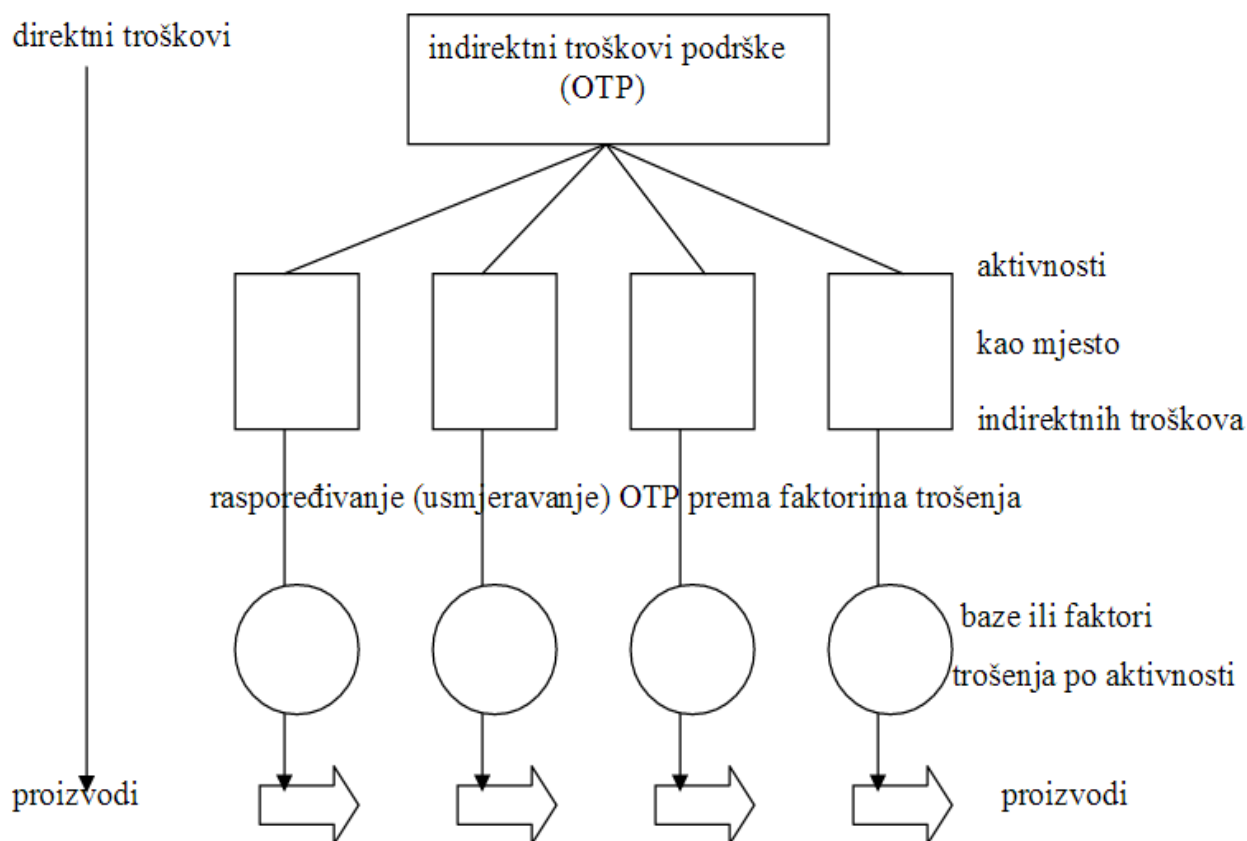 direktni troškovi
indirektni troškovi podrške
(OTP)
aktivnosti
kao mjesto
indirektnih troškova
raspoređivanje (usmjeravanje) OTP prema faktorima trošenja
baze ili faktori
trošenja po aktivnosti
proizvodi
proizvodi